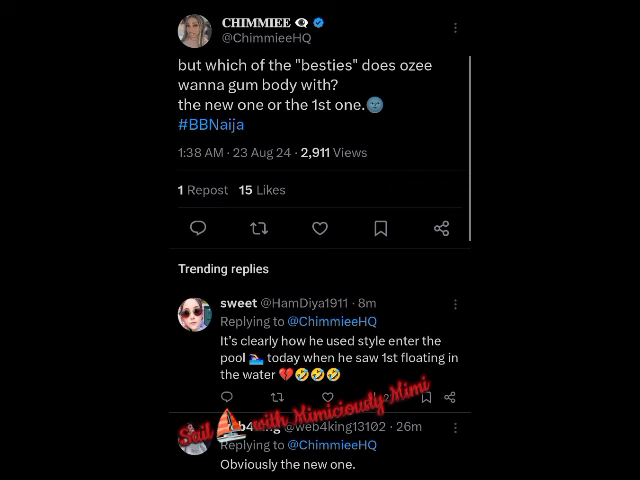 CHIMMIEE
@ChimmieeHQ
but which of the "besties" does ozee
wanna gum body with?
the new one or the 1st one.🌚
#BBNaija
1:38 AM · 23 Aug 24 · 2,911 Views
1 Repost 15 Likes
Trending replies
sweet @HamDiya1911 · 8m
Replying to @ChimmieeHQ
It's clearly how he used style enter the
pool 🏊 today when he saw 1st floating in
the water 💔🤣🤣🤣
Sail ⛵ with Mimiciously Mimi
@web4king13102 · 26m
Replying to @ChimmieeHQ
Obviously the new one.